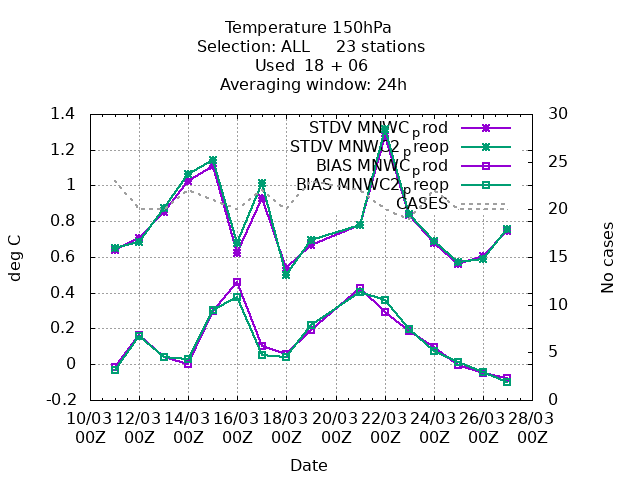 Temperature 150hPa
Selection: ALL 23 stations
Used 18 + 06
Averaging window: 24h
1.4
1.2
1
0.8
0.6
0.4
0.2
0
-0.2
deg C
30
25
20
15
10
5
0
No cases
STDV MNWC_prod
STDV MNWC2_preop
BIAS MNWC_prod
BIAS MNWC2_preop
CASES
10/03 12/03 14/03 16/03 18/03 20/03 22/03 24/03 26/03 28/03
00Z 00Z 00Z 00Z 00Z 00Z 00Z 00Z 00Z 00Z
Date